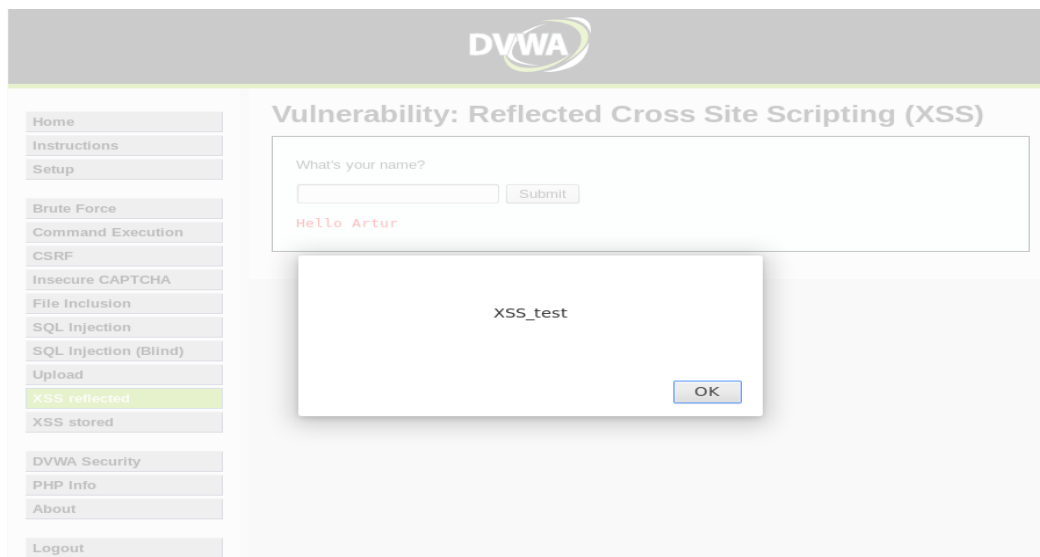 DVWA
Vulnerability: Reflected Cross Site Scripting (XSS)
Home
Instructions
Setup
Brute Force
Command Execution
CSRF
Insecure CAPTCHA
File Inclusion
SQL Injection
SQL Injection (Blind)
Upload
XSS reflected
XSS stored
DVWA Security
PHP Info
About
Logout
What's your name?
Submit
Hello Artur
XSS_test
OK